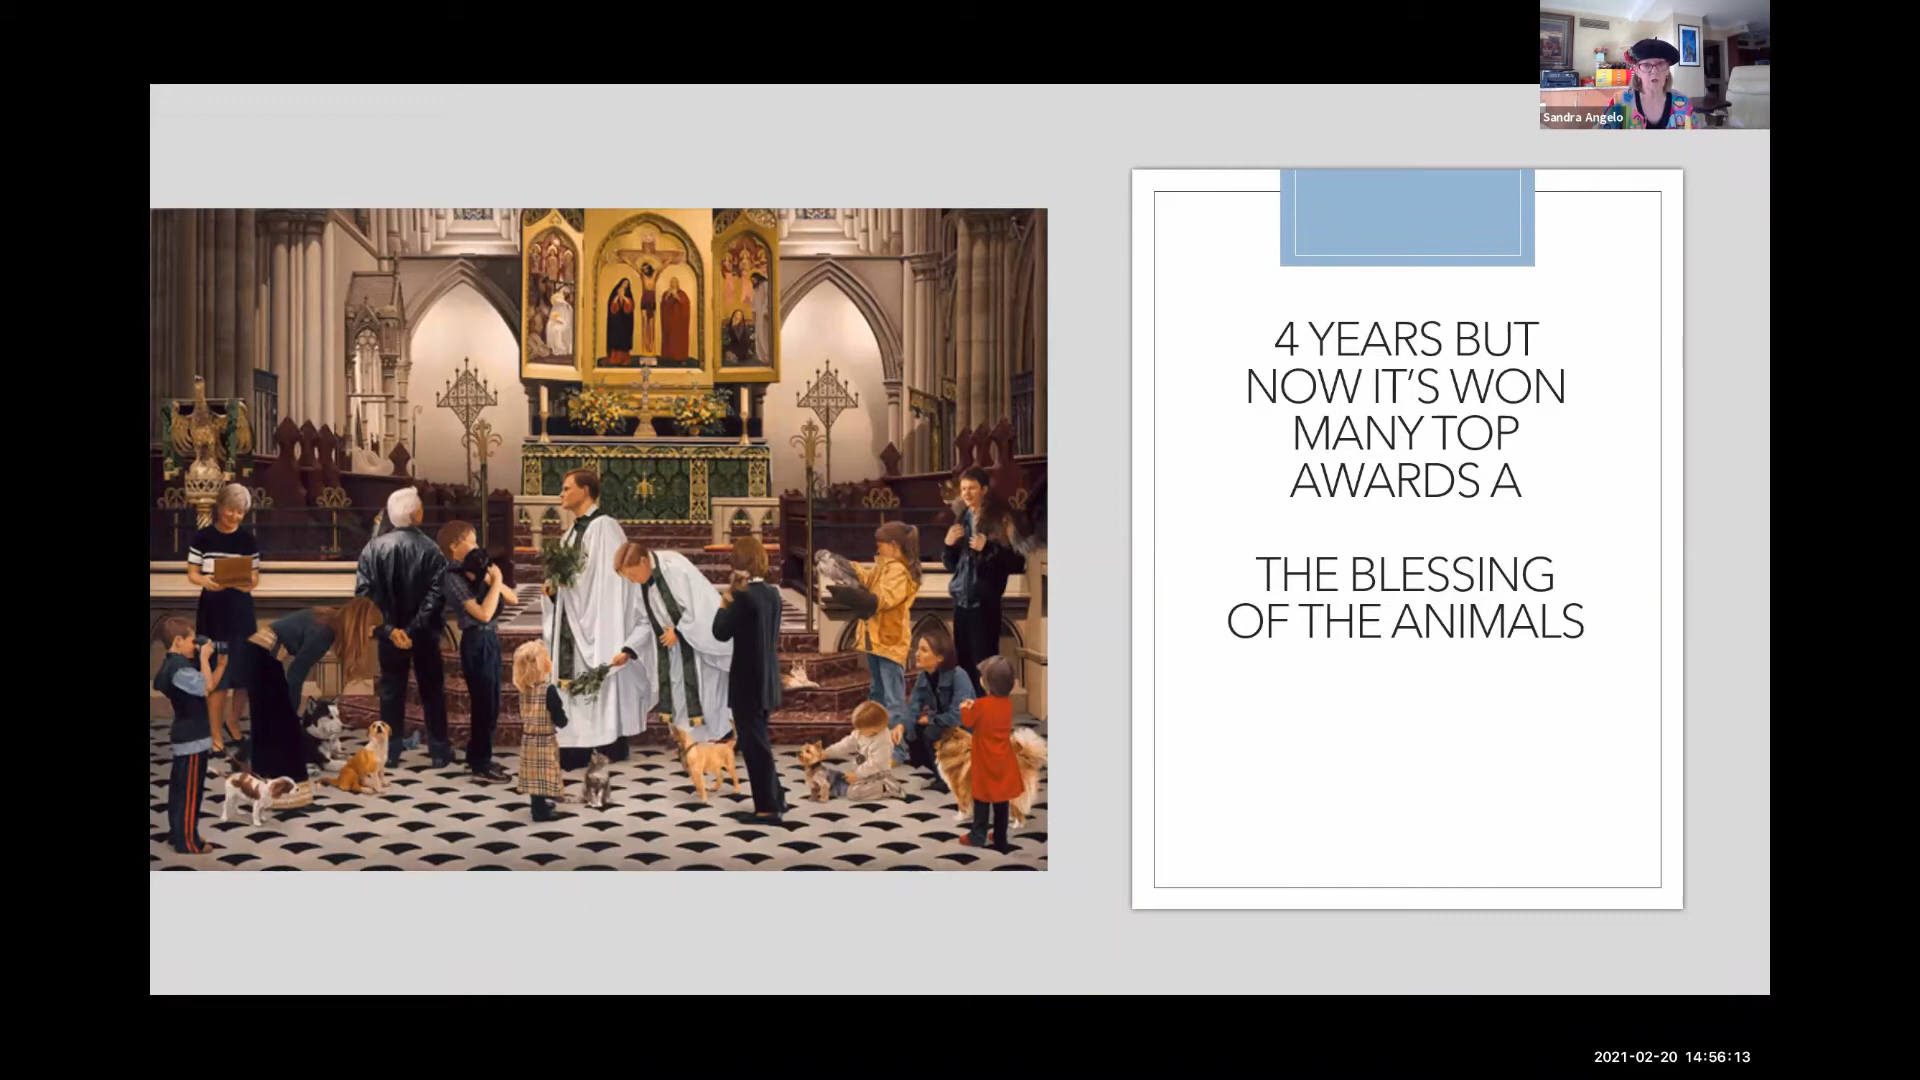 Sandra Angelo
4 YEARS BUT
NOW IT’S WON
MANY TOP
AWARDS A
THE BLESSING
OF THE ANIMALS
2021-02-20 14:56:13